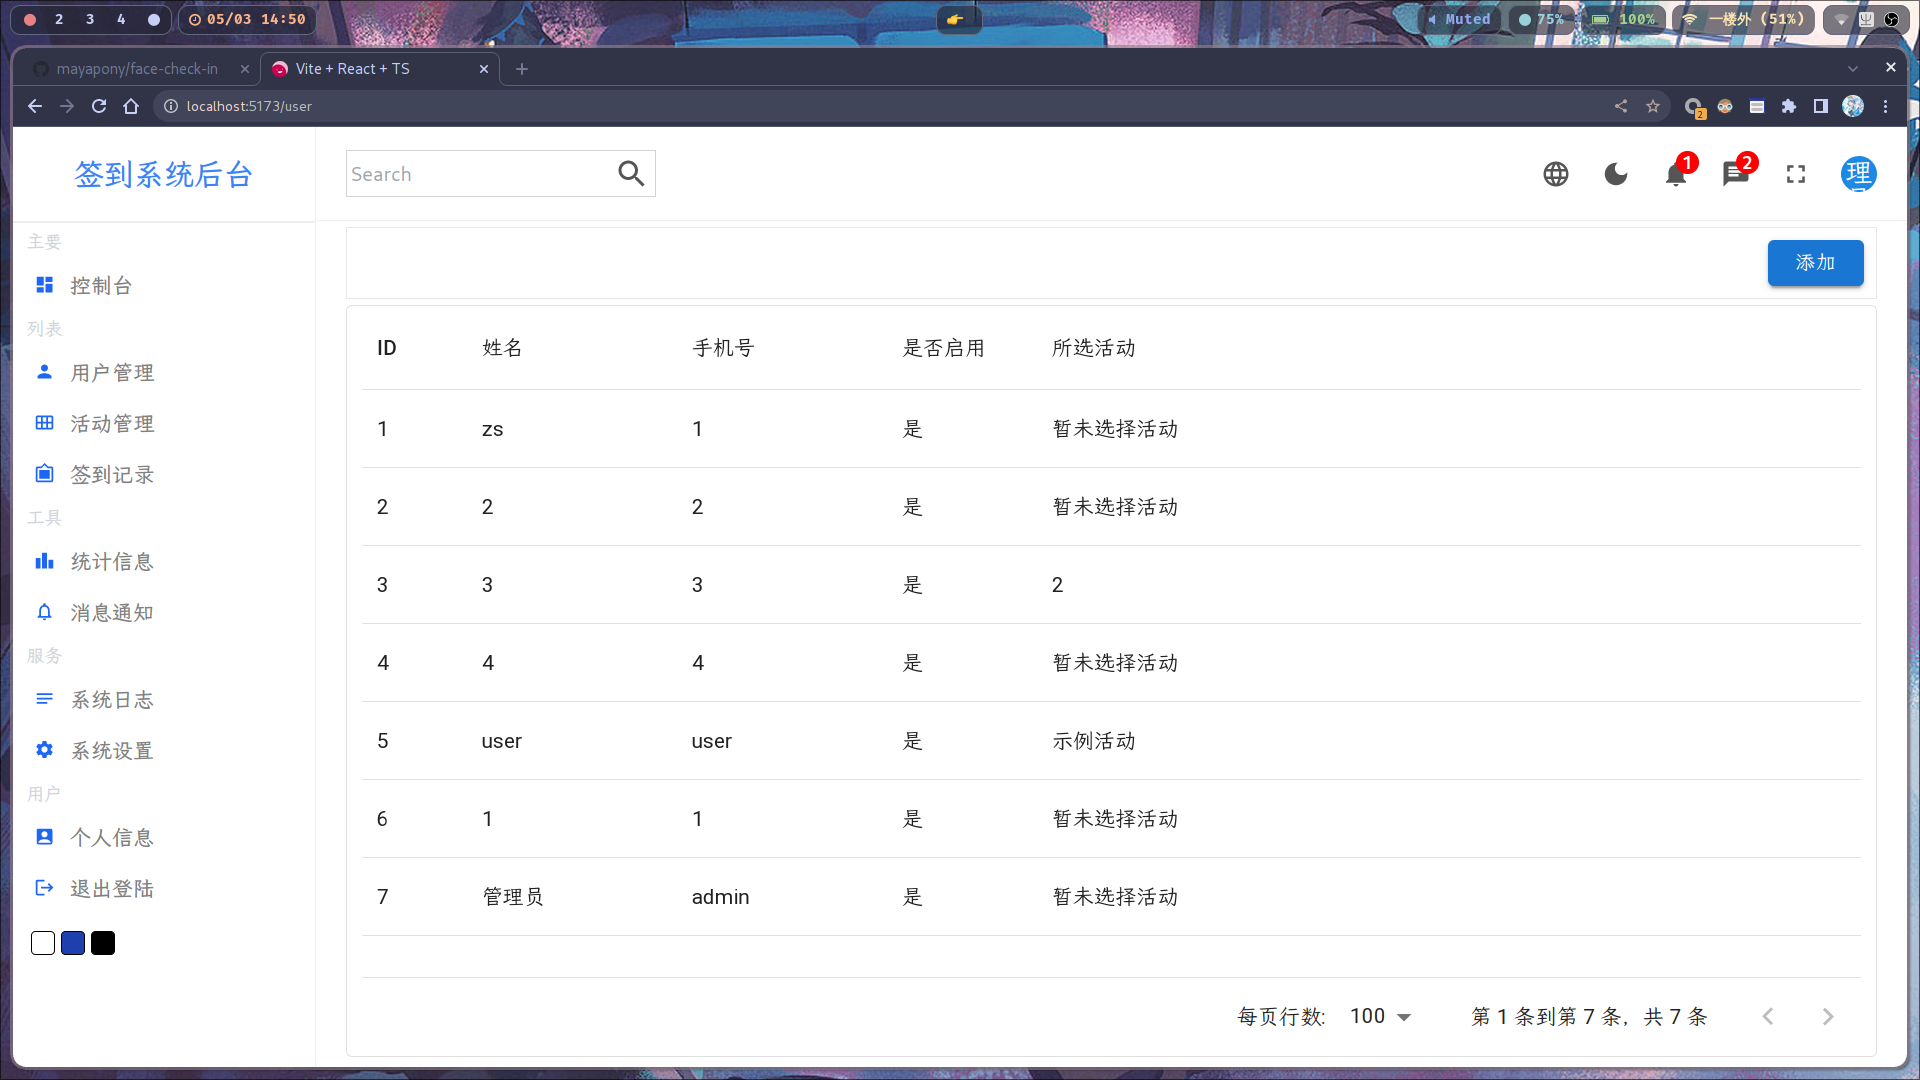 2 3 4 05/03 14:50 Muted 75% 100% 一楼外 (51%)
mayapony/face-check-in Vite + React + TS
localhost:5173/user 2
签到系统后台 Search 1 2 理
主要
控制台
列表
用户管理
活动管理
签到记录
工具
统计信息
消息通知
服务
系统日志
系统设置
用户
个人信息
退出登陆
添加
ID 姓名 手机号 是否启用 所选活动
1 zs 1 是 暂未选择活动
2 2 2 是 暂未选择活动
3 3 3 是 2
4 4 4 是 暂未选择活动
5 user user 是 示例活动
6 1 1 是 暂未选择活动
7 管理员 admin 是 暂未选择活动
每页行数: 100 第 1 条到第 7 条，共 7 条